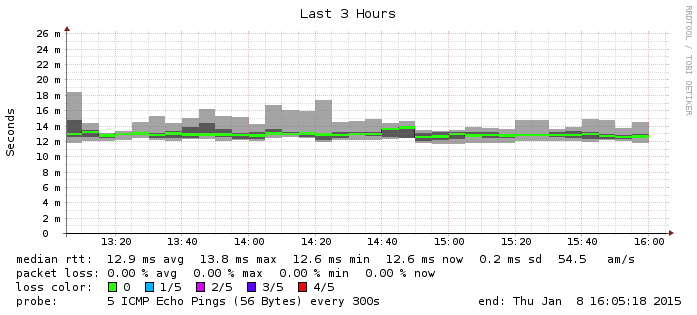 Last 3 Hours
RRDTOOL / TOBI OETIKER
Seconds
26 m
24 m
22 m
20 m
18 m
16 m
14 m
12 m
10 m
8 m
6 m
4 m
2 m
0
13:20 13:40 14:00 14:20 14:40 15:00 15:20 15:40 16:00
median rtt: 12.9 ms avg 13.8 ms max 12.6 ms min 12.6 ms now 0.2 ms sd 54.5 am/s
packet loss: 0.00 % avg 0.00 % max 0.00 % min 0.00 % now
loss color: 0 1/5 2/5 3/5 4/5
probe: 5 ICMP Echo Pings (56 Bytes) every 300s end: Thu Jan 8 16:05:18 2015